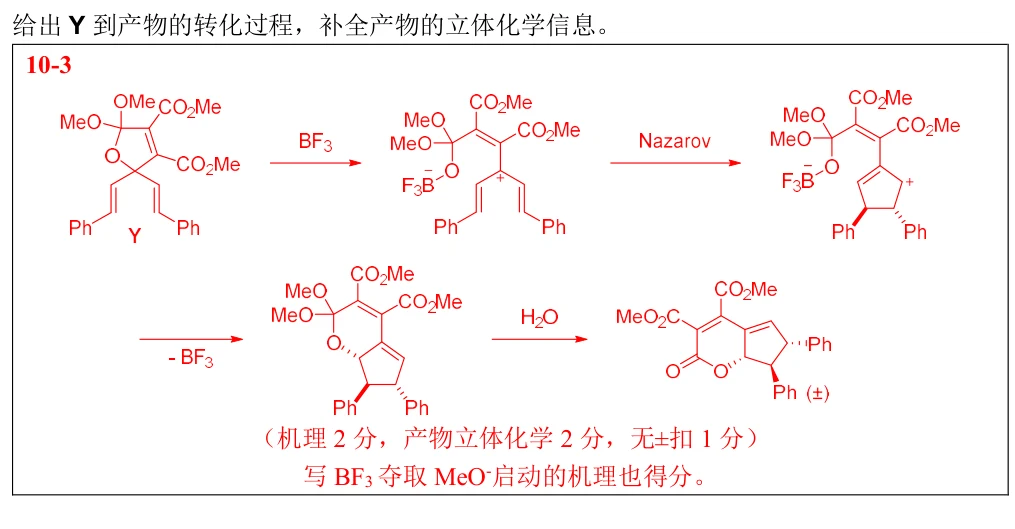 给出 Y 到产物的转化过程，补全产物的立体化学信息。
10-3
OMe CO₂Me
MeO
O
CO₂Me
Ph Ph
Y
BF₃
CO₂Me
MeO
MeO CO₂Me
O
F₃B⁻
+
Ph Ph
Nazarov
CO₂Me
MeO
MeO CO₂Me
O
F₃B⁻
+
Ph Ph
- BF₃
CO₂Me
MeO
MeO CO₂Me
O
Ph Ph
H₂O
CO₂Me
MeO₂C
O O
Ph
Ph (±)
（机理 2 分，产物立体化学 2 分，无±扣 1 分）
写 BF₃ 夺取 MeO⁻启动的机理也得分。